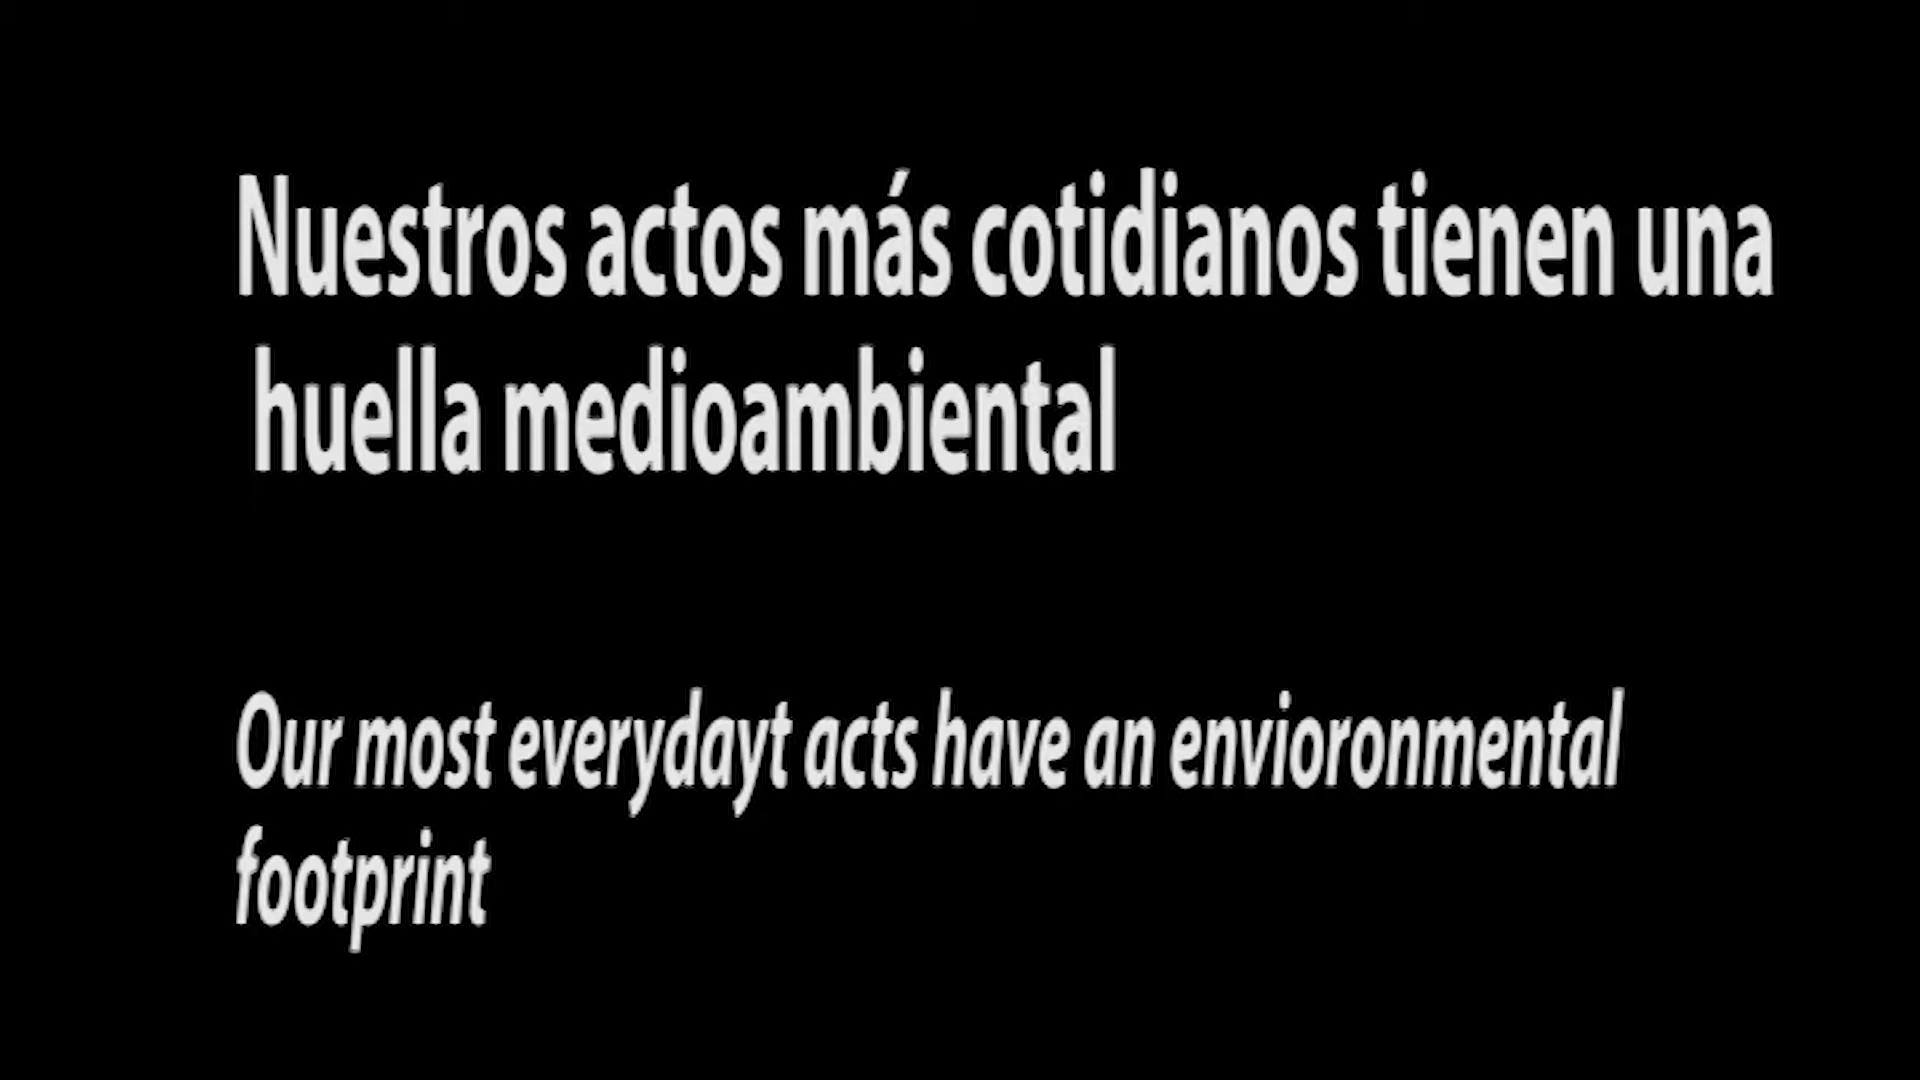 Nuestros actos más cotidianos tienen una
huella medioambiental
Our most everydayt acts have an envioronmental
footprint